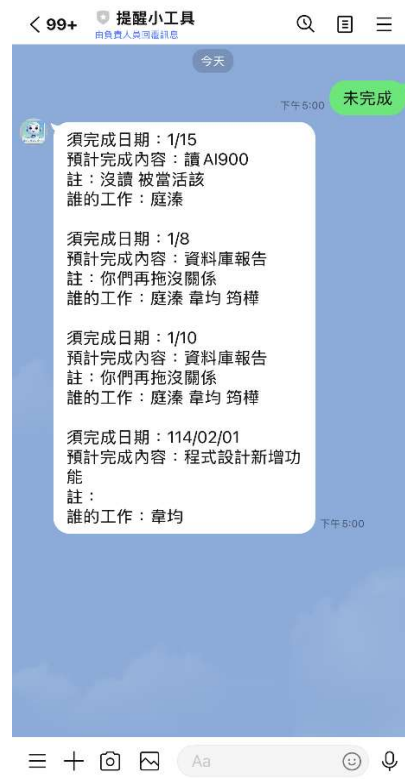 99+
提醒小工具
由負責人員回覆訊息
今天
下午5:00
未完成
須完成日期：1/15
預計完成內容：讀AI900
註：沒讀 被當活該
誰的工作：庭溱
須完成日期：1/8
預計完成內容：資料庫報告
註：你們再拖沒關係
誰的工作：庭溱 韋均 筠樺
須完成日期：1/10
預計完成內容：資料庫報告
註：你們再拖沒關係
誰的工作：庭溱 韋均 筠樺
須完成日期：114/02/01
預計完成內容：程式設計新增功
能
註：
誰的工作：韋均
下午5:00
Aa